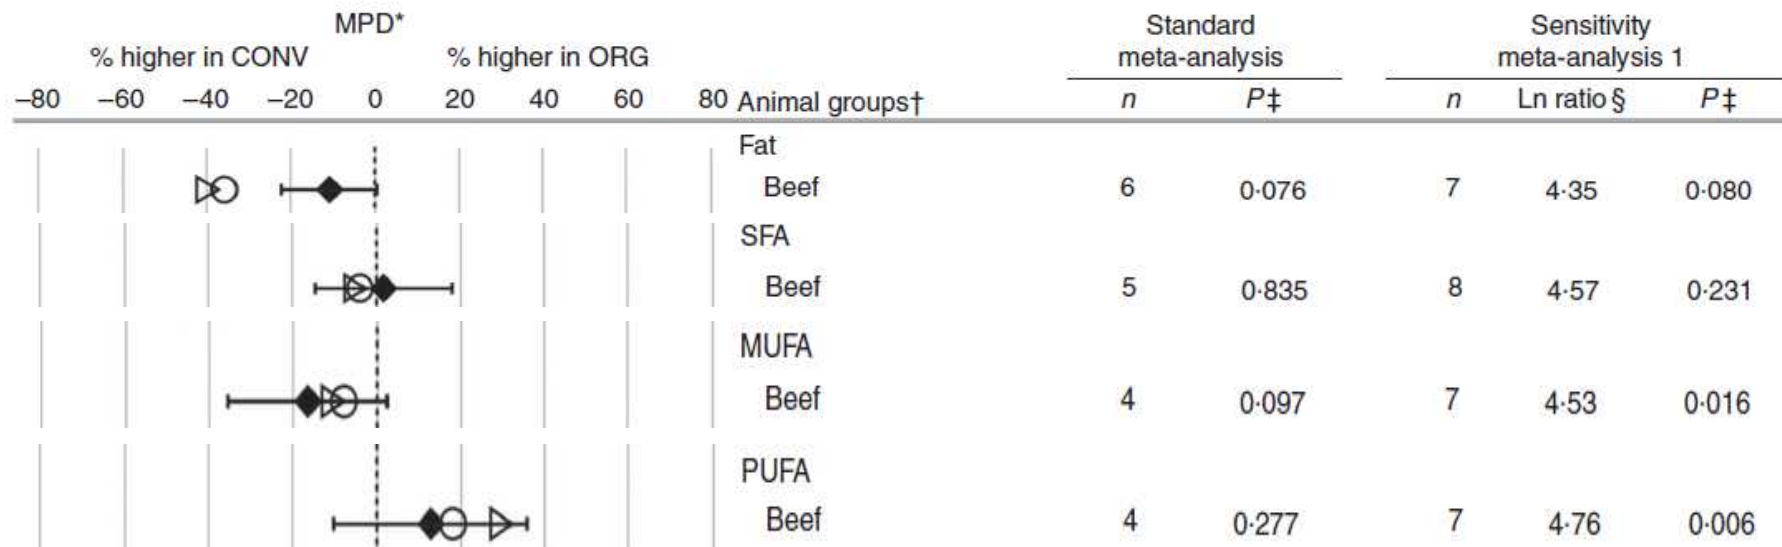 MPD* Standard Sensitivity
% higher in CONV % higher in ORG meta-analysis meta-analysis 1
–80 –60 –40 –20 0 20 40 60 80 Animal groups† n P‡ n Ln ratio§ P‡
Fat
Beef 6 0·076 7 4·35 0·080
SFA
Beef 5 0·835 8 4·57 0·231
MUFA
Beef 4 0·097 7 4·53 0·016
PUFA
Beef 4 0·277 7 4·76 0·006